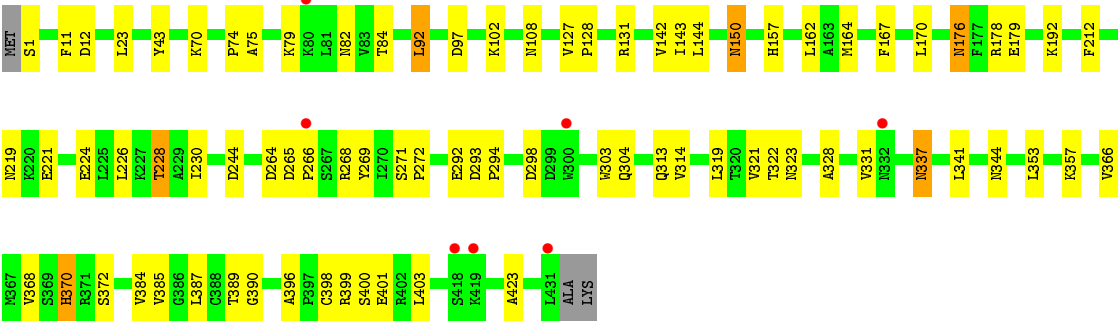 MET S1 F11 D12 L23 Y43 K70 P74 A75 K79 K80 L81 N82 V83 T84 L92 D97 K102 N108 V127 P128 R131 V142 I143 L144 N150 H157 L162 A163 M164 F167 L170 N176 F177 R178 E179 K192 F212
N219 K220 E221 E224 L225 L226 K227 T228 A229 I230 D244 D264 D265 P266 S267 R268 Y269 I270 S271 P272 E292 D293 P294 D298 D299 W300 W303 Q304 Q313 V314 L319 T320 V321 T322 N323 A328 V331 N332 N337 L341 N344 L353 K357 V366
M367 V368 S369 H370 R371 S372 V384 V385 G386 L387 C388 T389 G390 A396 P397 C398 R399 S400 E401 R402 L403 S418 K419 A423 L431 ALA LYS